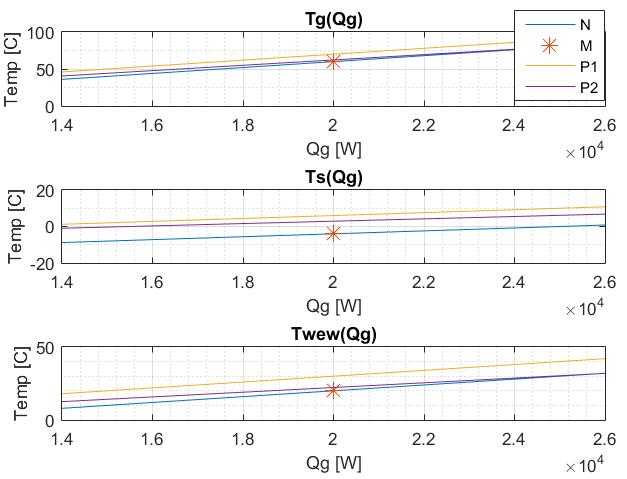 Tg(Qg)
N
M
P1
P2
100
50
0
Temp [C]
1.4
1.6
1.8
2
2.2
2.4
2.6
Qg [W]
×10^4
Ts(Qg)
20
0
-20
Temp [C]
1.4
1.6
1.8
2
2.2
2.4
2.6
Qg [W]
×10^4
Twew(Qg)
50
0
Temp [C]
1.4
1.6
1.8
2
2.2
2.4
2.6
Qg [W]
×10^4